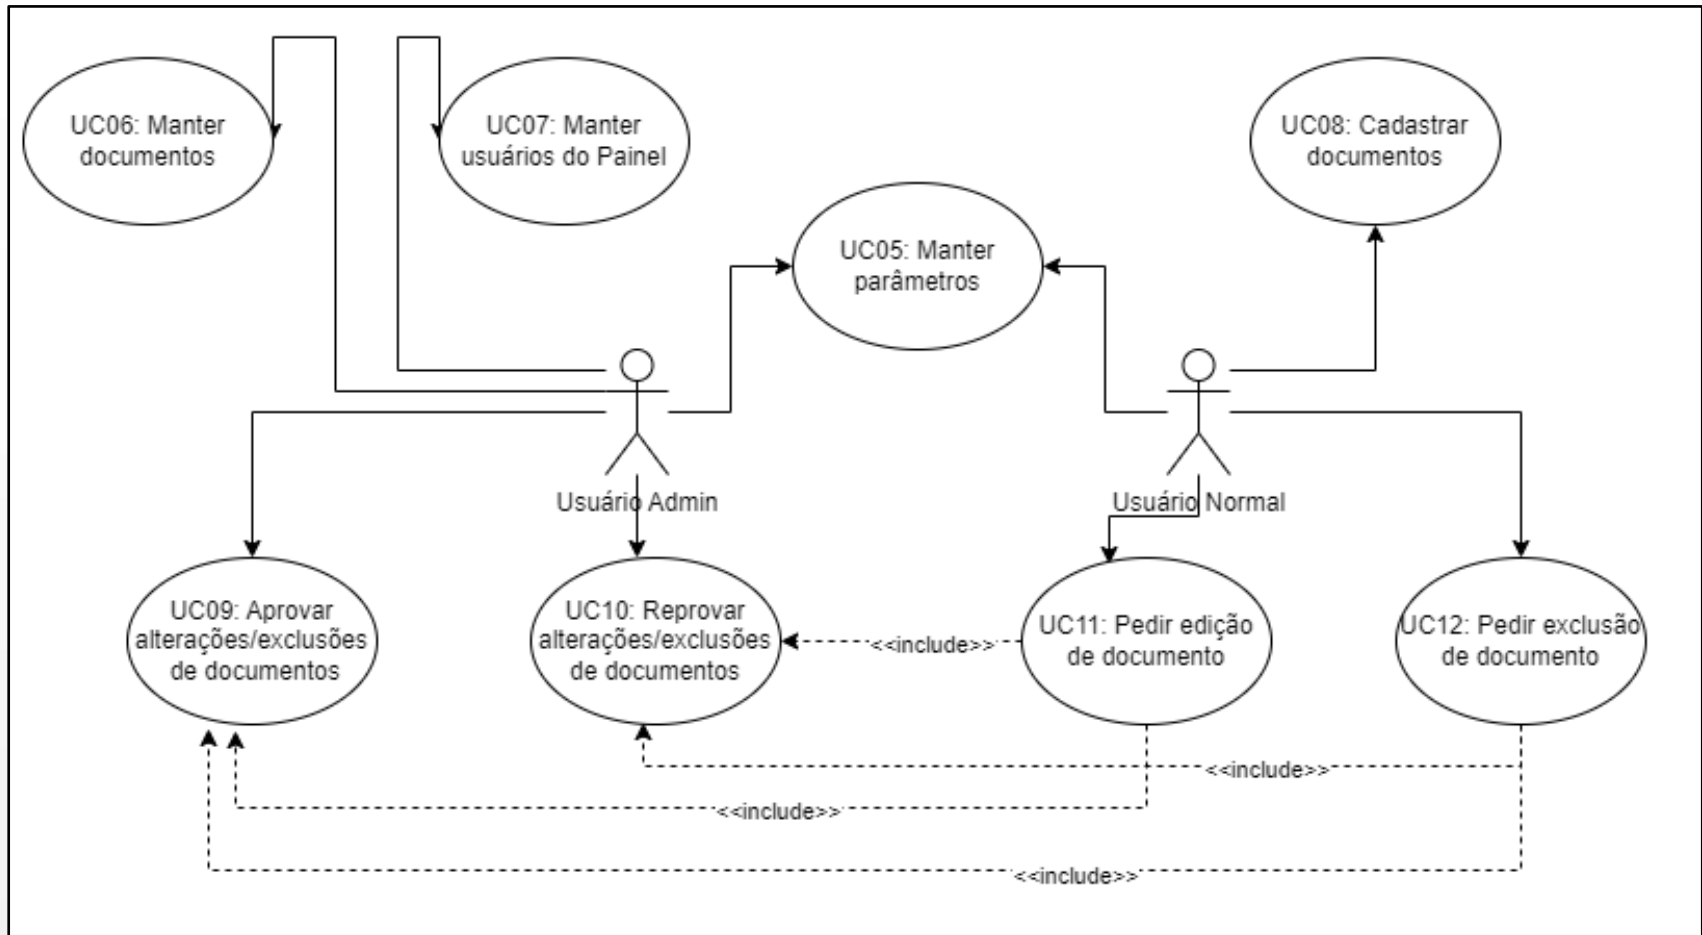 UC06: Manter
documentos
UC07: Manter
usuários do Painel
UC08: Cadastrar
documentos
UC05: Manter
parâmetros
Usuário Admin
Usuário Normal
UC09: Aprovar
alterações/exclusões
de documentos
UC10: Reprovar
alterações/exclusões
de documentos
<<include>>
UC11: Pedir edição
de documento
UC12: Pedir exclusão
de documento
<<include>>
<<include>>
<<include>>